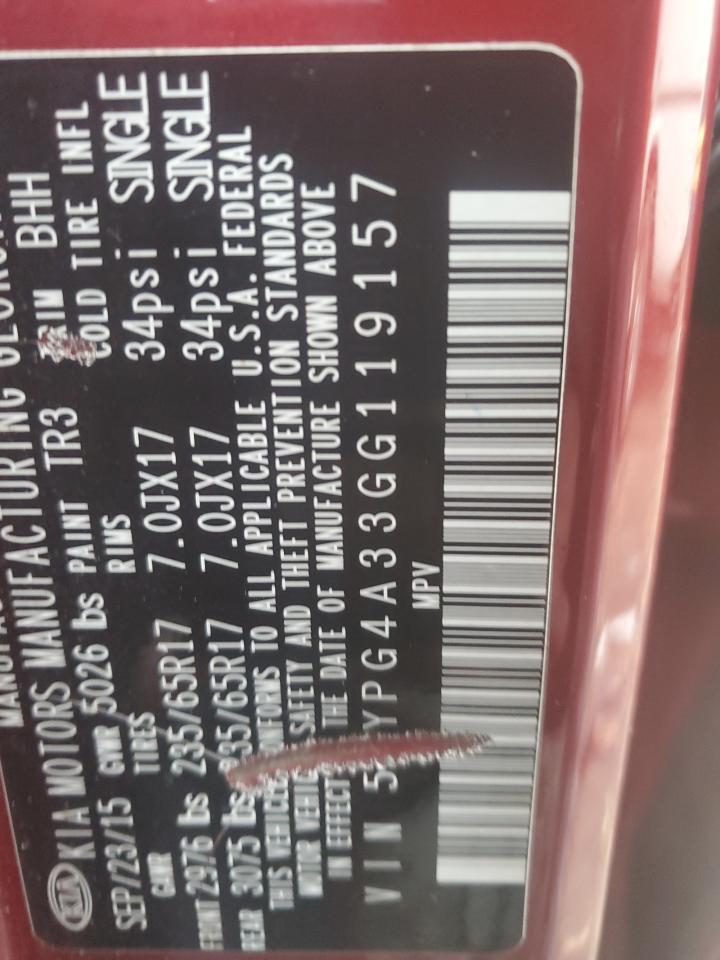 KIA KIA MOTORS MANUFACTURING
SEP/23/15 GVWR 5026 lbs PAINT TR3 TRIM BHH
GAWR TIRES RIMS COLD TIRE INFL
FRONT 2976 lbs 235/65R17 7.0JX17 34psi SINGLE
REAR 3075 lbs 235/65R17 7.0JX17 34psi SINGLE
THIS VEHICLE CONFORMS TO ALL APPLICABLE U.S.A. FEDERAL
MOTOR VEHICLE SAFETY AND THEFT PREVENTION STANDARDS
IN EFFECT THE DATE OF MANUFACTURE SHOWN ABOVE
VIN 5 YPG4A33GG119157
MPV